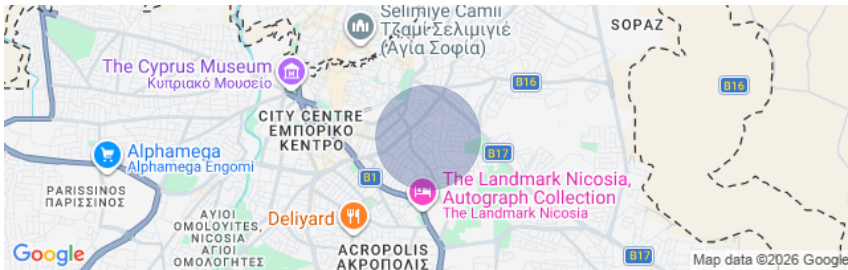 Selimiye Camii
Τζαμί Σελιμιγιέ
(Αγία Σοφία)
SOPAZ
The Cyprus Museum
Κυπριακό Μουσείο
B16
B16
CITY CENTRE
ΕΜΠΟΡΙΚΟ
ΚΕΝΤΡΟ
Alphamega
Alphamega Engomi
B17
B1
PARISSINOS
ΠΑΡΙΣΣΙΝΟΣ
The Landmark Nicosia,
Autograph Collection
The Landmark Nicosia
ΑΓΙΟΙ
OMOLOYITES,
NICOSIA
ΑΓΙΟΙ
ΟΜΟΛΟΓΗΤΕΣ
Deliyard
ACROPOLIS
ΑΚΡΟΠΟΛΙΣ
B17
Google
Map data ©2026 Google